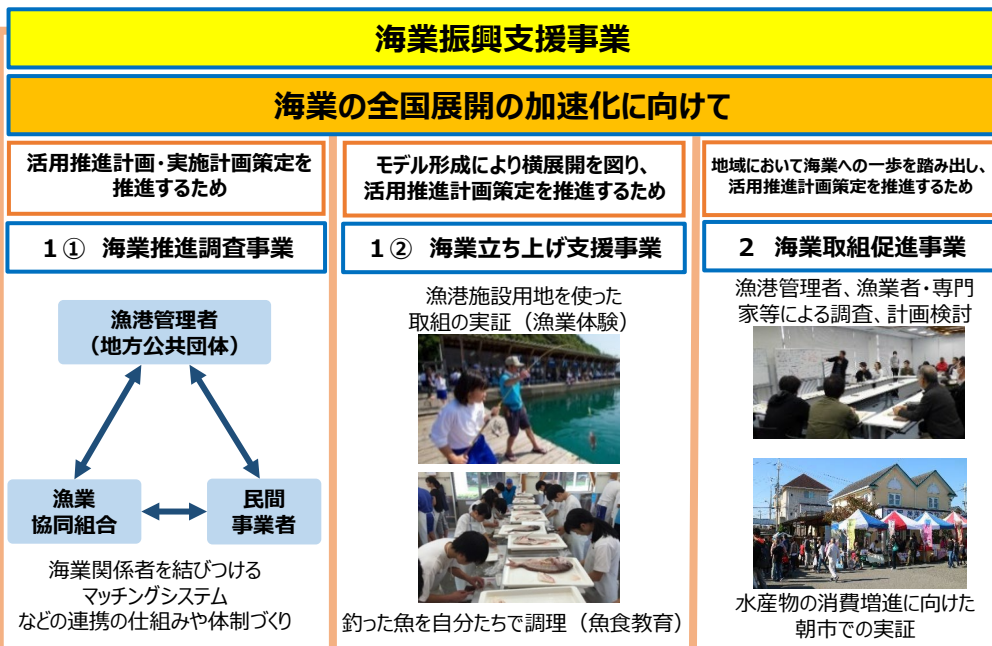 海業振興支援事業
海業の全国展開の加速化に向けて
活用推進計画・実施計画策定を
推進するため
1① 海業推進調査事業
漁港管理者
（地方公共団体）
漁業
協同組合
民間
事業者
海業関係者を結びつける
マッチングシステム
などの連携の仕組みや体制づくり
モデル形成により横展開を図り、
活用推進計画策定を推進するため
1② 海業立ち上げ支援事業
漁港施設用地を使った
取組の実証（漁業体験）
釣った魚を自分たちで調理（魚食教育）
地域において海業への一歩を踏み出し、
活用推進計画策定を推進するため
2 海業取組促進事業
漁港管理者、漁業者・専門
家等による調査、計画検討
水産物の消費増進に向けた
朝市での実証